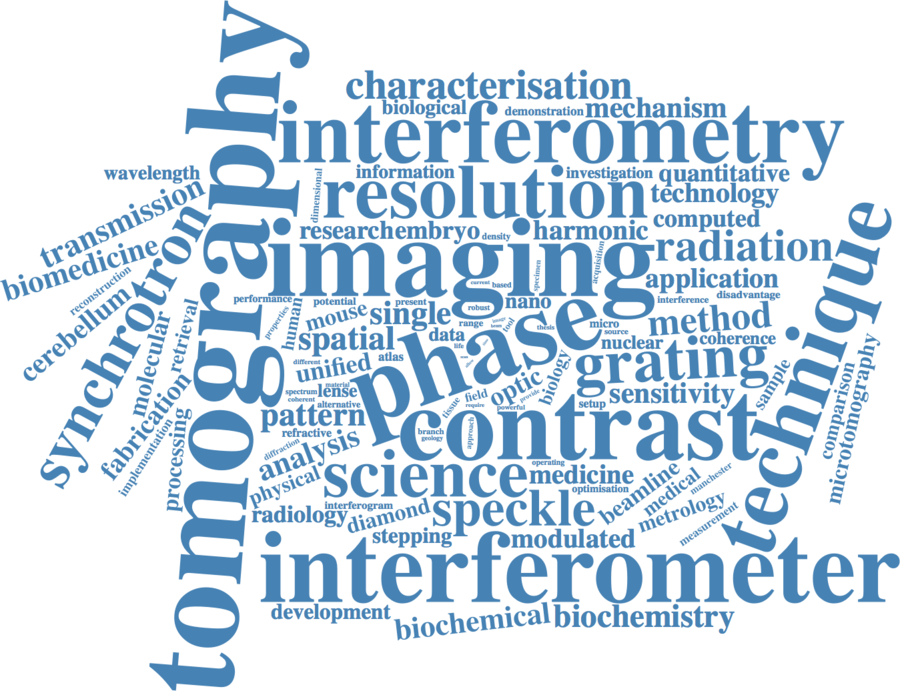 tomography
characterisation
biological
demonstration
mechanism
interferometry
wavelength
information
investigation
quantitative
transmission
dimensional
resolution
technology
biomedicine
synchrotron
researchembryo
density
harmonic
computed
reconstruction
imaging
acquisition
radiation
technique
cerebellum
specimen
current
based
application
performance
potential
present
robust
nano
interference
disadvantage
molecular
retrieval
properties
human
mouse
single
range
tool
thesis
micro
source
method
spatial
data
life
phase
nuclear
coherence
different
unified
atlas
biology
grating
fabrication
material
spectrum
lense
coherent
alternative
field
optic
provide
sensitivity
sample
comparison
microtomography
implementation
processing
pattern
tissue
require
powerful
setup
refractive
branch
geology
approach
contrast
diffraction
analysis
physical
science
operating
medicine
optimisation
beamline
medical
manchester
radiology
interferogram
diamond
speckle
metrology
measurement
stepping
modulated
interferometer
development
biochemical
biochemistry